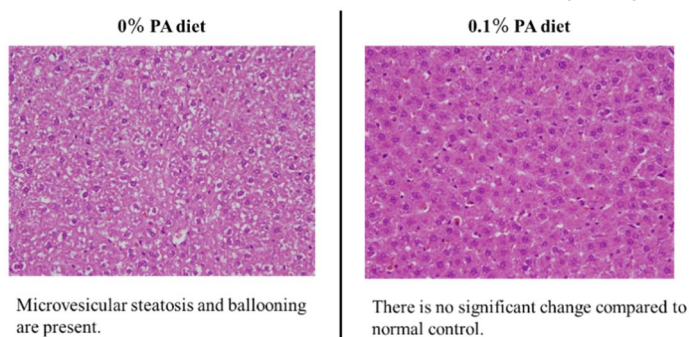 0% PA diet
0.1% PA diet
Microvesicular steatosis and ballooning
are present.
There is no significant change compared to
normal control.